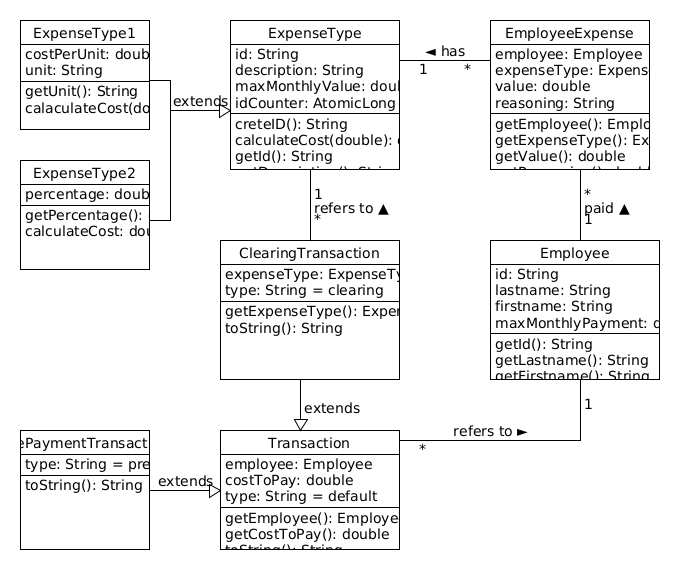 ExpenseType1
costPerUnit: doub
unit: String
getUnit(): String
calaculateCost(do
ExpenseType
id: String
description: String
maxMonthlyValue: doul
idCounter: AtomicLong
creteID(): String
calculateCost(double): 
getId(): String
EmployeeExpense
employee: Employee
expenseType: Expens
value: double
reasoning: String
getEmployee(): Emplo
getExpenseType(): Ex
getValue(): double
◄ has
1
*
extends
ExpenseType2
percentage: doub
getPercentage():
calculateCost: dou
1
refers to ▲
*
*
paid ▲
1
ClearingTransaction
expenseType: ExpenseTy
type: String = clearing
getExpenseType(): Exper
toString(): String
Employee
id: String
lastname: String
firstname: String
maxMonthlyPayment: d
getId(): String
getLastname(): String
getFirstname(): String
extends
1
ePaymentTransact
type: String = pre
toString(): String
extends
Transaction
employee: Employee
costToPay: double
type: String = default
getEmployee(): Employe
getCostToPay(): double
toString(): String
refers to ►
*